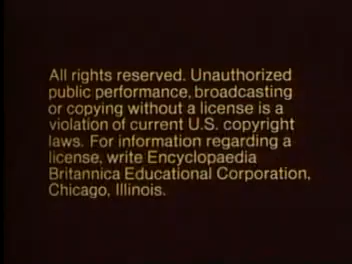 All rights reserved. Unauthorized
public performance, broadcasting
or copying without a license is a
violation of current U.S. copyright
laws. For information regarding a
license, write Encyclopaedia
Britannica Educational Corporation,
Chicago, Illinois.